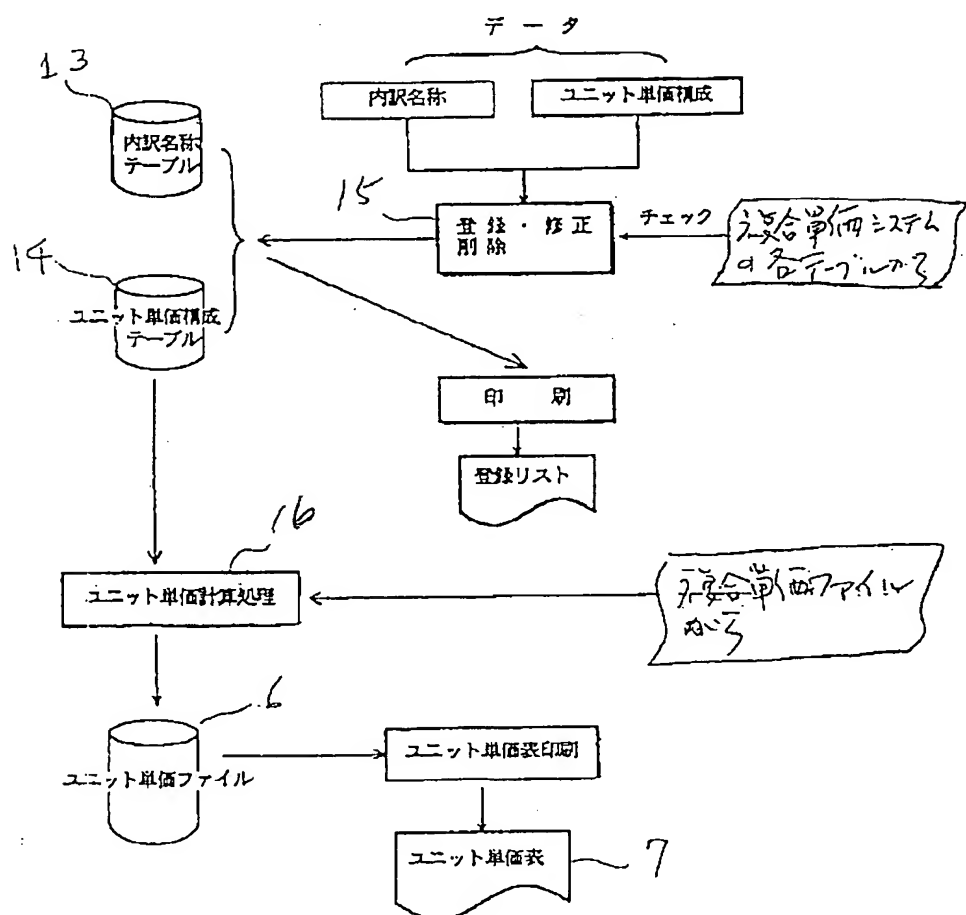 データ
13
内訳名称
ユニット単価構成
内訳名称
テーブル
15
登録・修正
削除
チェック
複合単価システム
の各テーブルから
14
ユニット単価構成
テーブル
印刷
登録リスト
16
ユニット単価計算処理
複合単価ファイル
から
6
ユニット単価ファイル
ユニット単価表印刷
ユニット単価表
7